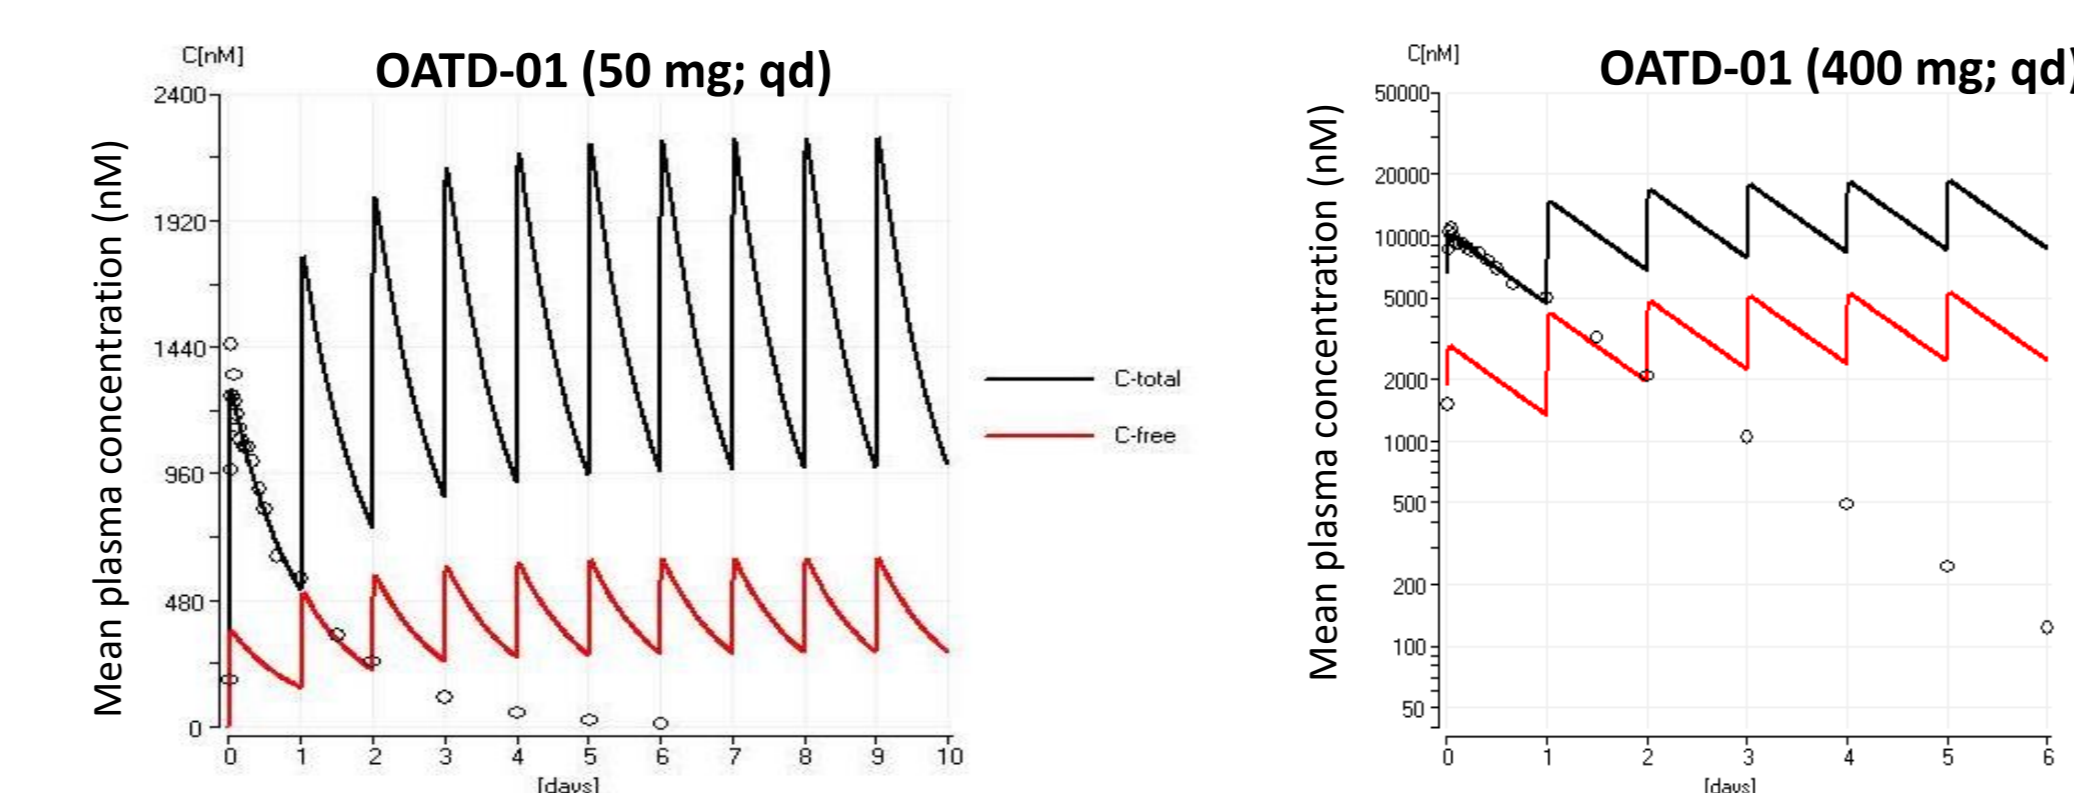 C[nM]
OATD-01 (50 mg; qd)
Mean plasma concentration (nM)
2400
1920
1440
960
480
0
0 1 2 3 4 5 6 7 8 9 10
[days]
C-total
C-free
C[nM]
OATD-01 (400 mg; qd)
Mean plasma concentration (nM)
50000
20000
10000
5000
2000
1000
500
200
100
50
0 1 2 3 4 5 6
[days]